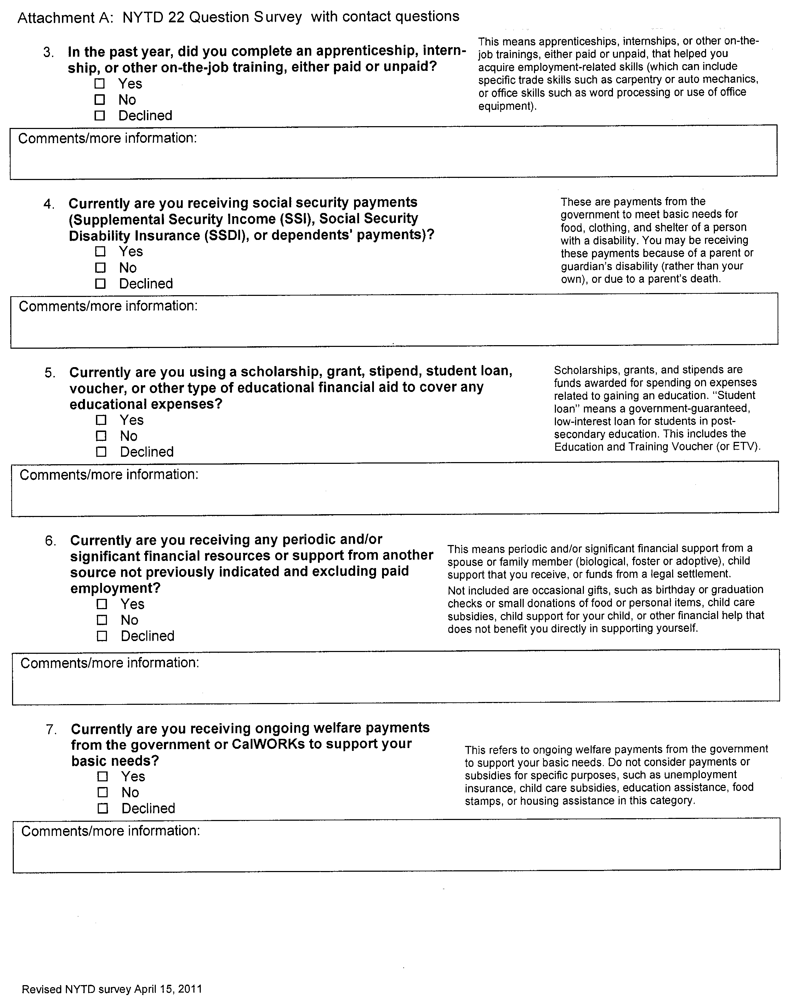 Attachment A: NYTD 22 Question Survey with contact questions
3. In the past year, did you complete an apprenticeship, intern-
ship, or other on-the-job training, either paid or unpaid?
☐ Yes
☐ No
☐ Declined
This means apprenticeships, internships, or other on-the-
job trainings, either paid or unpaid, that helped you
acquire employment-related skills (which can include
specific trade skills such as carpentry or auto mechanics,
or office skills such as word processing or use of office
equipment).
Comments/more information:
4. Currently are you receiving social security payments
(Supplemental Security Income (SSI), Social Security
Disability Insurance (SSDI), or dependents' payments)?
☐ Yes
☐ No
☐ Declined
These are payments from the
government to meet basic needs for
food, clothing, and shelter of a person
with a disability. You may be receiving
these payments because of a parent or
guardian's disability (rather than your
own), or due to a parent's death.
Comments/more information:
5. Currently are you using a scholarship, grant, stipend, student loan,
voucher, or other type of educational financial aid to cover any
educational expenses?
☐ Yes
☐ No
☐ Declined
Scholarships, grants, and stipends are
funds awarded for spending on expenses
related to gaining an education. “Student
loan” means a government-guaranteed,
low-interest loan for students in post-
secondary education. This includes the
Education and Training Voucher (or ETV).
Comments/more information:
6. Currently are you receiving any periodic and/or
significant financial resources or support from another
source not previously indicated and excluding paid
employment?
☐ Yes
☐ No
☐ Declined
This means periodic and/or significant financial support from a
spouse or family member (biological, foster or adoptive), child
support that you receive, or funds from a legal settlement.
Not included are occasional gifts, such as birthday or graduation
checks or small donations of food or personal items, child care
subsidies, child support for your child, or other financial help that
does not benefit you directly in supporting yourself.
Comments/more information:
7. Currently are you receiving ongoing welfare payments
from the government or CalWORKs to support your
basic needs?
☐ Yes
☐ No
☐ Declined
This refers to ongoing welfare payments from the government
to support your basic needs. Do not consider payments or
subsidies for specific purposes, such as unemployment
insurance, child care subsidies, education assistance, food
stamps, or housing assistance in this category.
Comments/more information:
Revised NYTD survey April 15, 2011